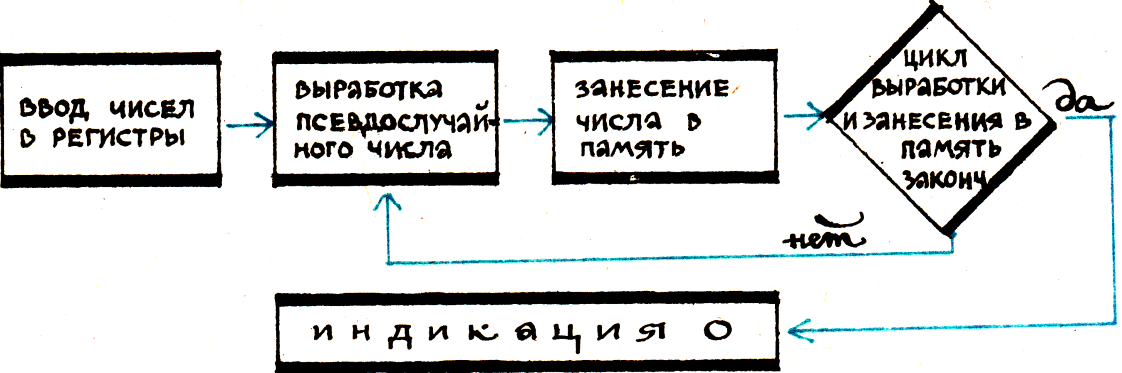 ВВОД ЧИСЕЛ
В РЕГИСТРЫ
ВЫРАБОТКА
ПСЕВДОСЛУЧАЙ-
НОГО ЧИСЛА
ЗАНЕСЕНИЕ
ЧИСЛА В
ПАМЯТЬ
ЦИКЛ
ВЫРАБОТКИ
И ЗАНЕСЕНИЯ В
ПАМЯТЬ
ЗАКОНЧ.
да
нет
ИНДИКАЦИЯ 0